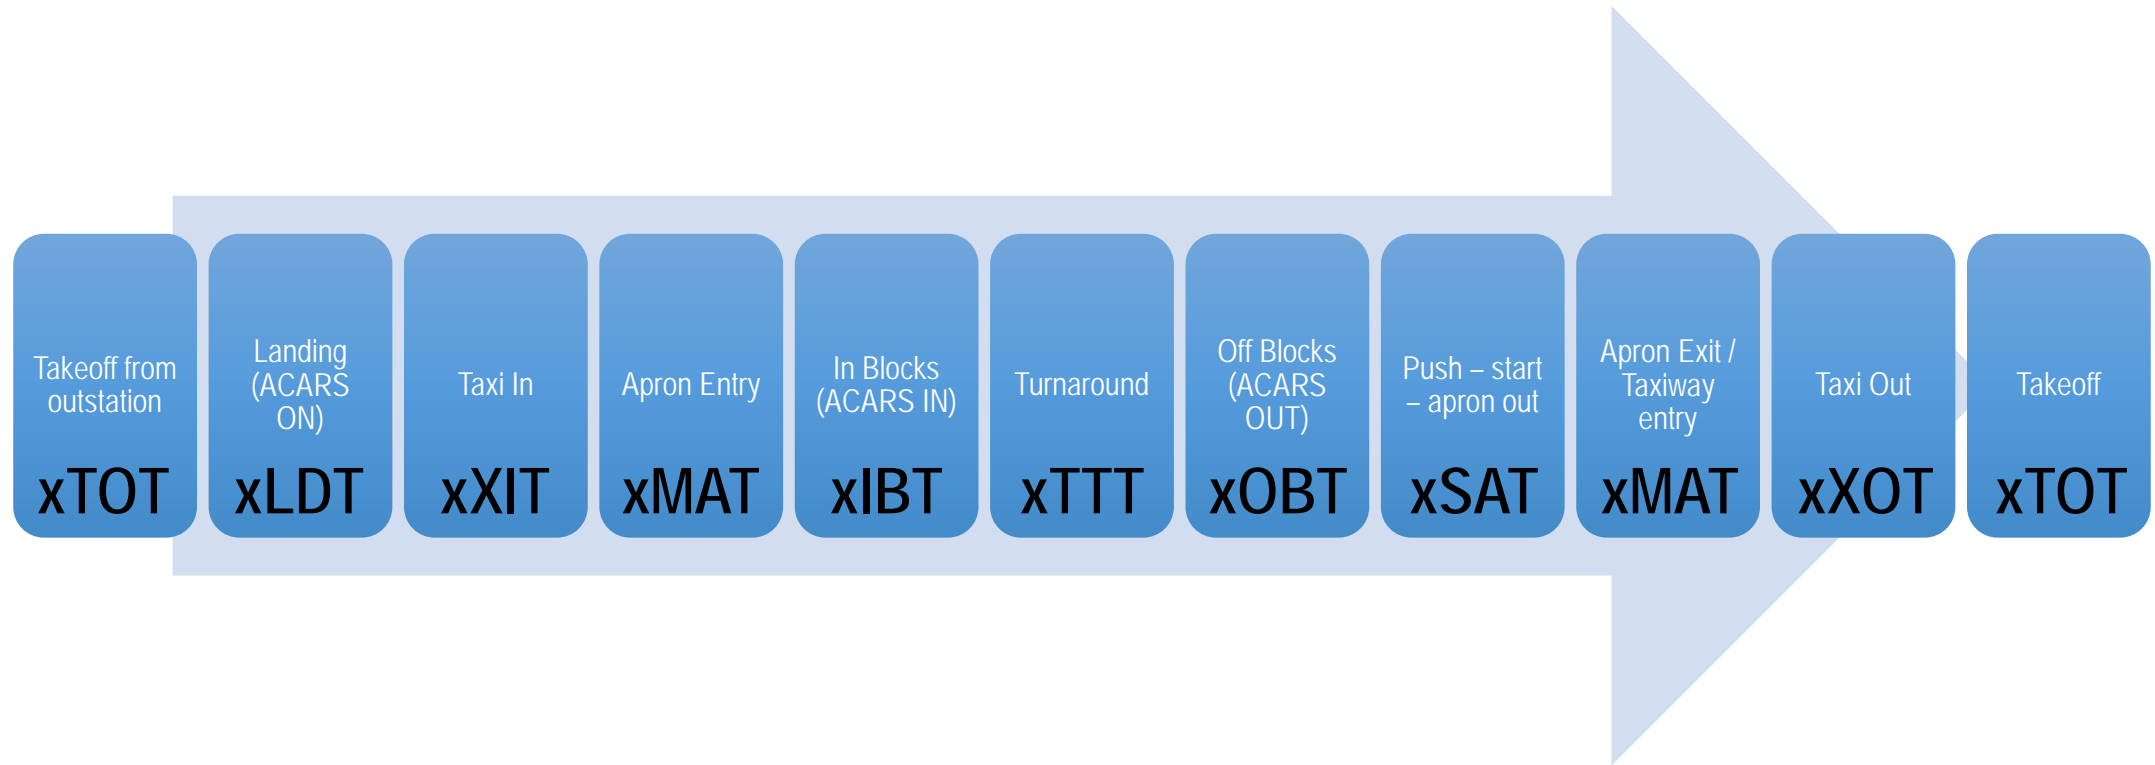 Takeoff from
outstation
xTOT
Landing
(ACARS
ON)
xLDT
Taxi In
xXIT
Apron Entry
xMAT
In Blocks
(ACARS IN)
xIBT
Turnaround
xTTT
Off Blocks
(ACARS
OUT)
xOBT
Push – start
– apron out
xSAT
Apron Exit /
Taxiway
entry
xMAT
Taxi Out
xXOT
Takeoff
xTOT